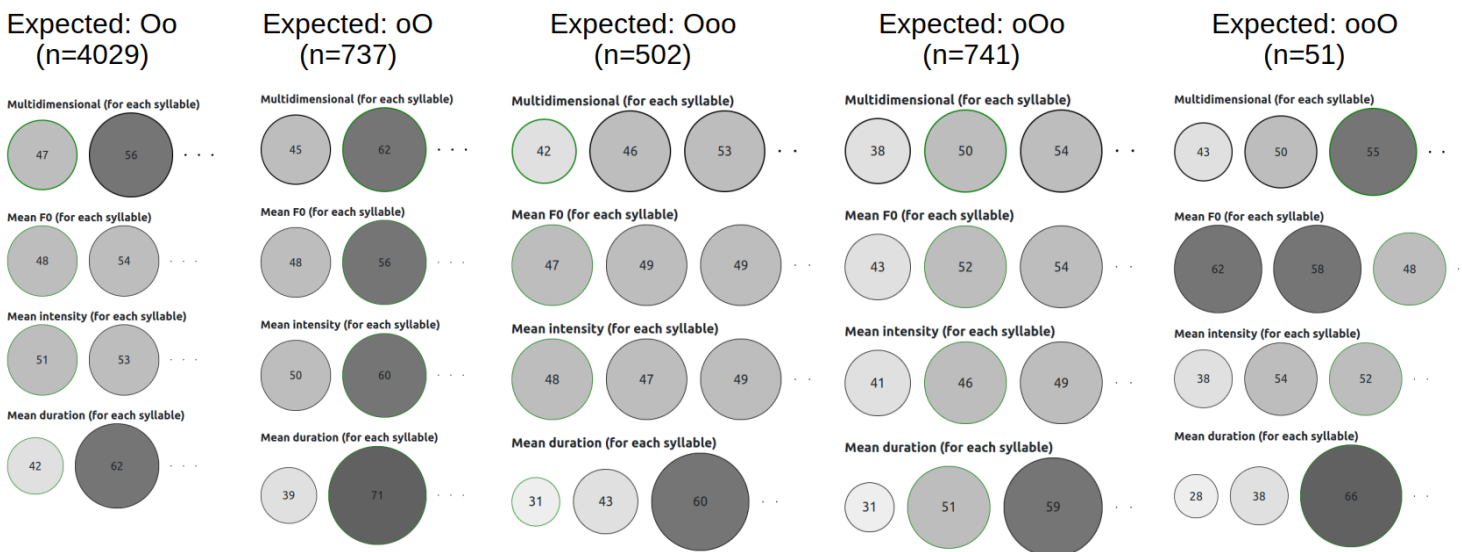 Expected: Oo
(n=4029)
Multidimensional (for each syllable)
47 56 . . .
Mean F0 (for each syllable)
48 54 . . .
Mean intensity (for each syllable)
51 53 . . .
Mean duration (for each syllable)
42 62 . . .
Expected: oO
(n=737)
Multidimensional (for each syllable)
45 62 . . .
Mean F0 (for each syllable)
48 56 . . .
Mean intensity (for each syllable)
50 60 . . .
Mean duration (for each syllable)
39 71 . . .
Expected: Ooo
(n=502)
Multidimensional (for each syllable)
42 46 53 . .
Mean F0 (for each syllable)
47 49 49 . .
Mean intensity (for each syllable)
48 47 49 . .
Mean duration (for each syllable)
31 43 60 . .
Expected: oOo
(n=741)
Multidimensional (for each syllable)
38 50 54 . .
Mean F0 (for each syllable)
43 52 54 . .
Mean intensity (for each syllable)
41 46 49 . .
Mean duration (for each syllable)
31 51 59 . .
Expected: ooO
(n=51)
Multidimensional (for each syllable)
43 50 55 . .
Mean F0 (for each syllable)
62 58 48 . .
Mean intensity (for each syllable)
38 54 52 . .
Mean duration (for each syllable)
28 38 66 . .